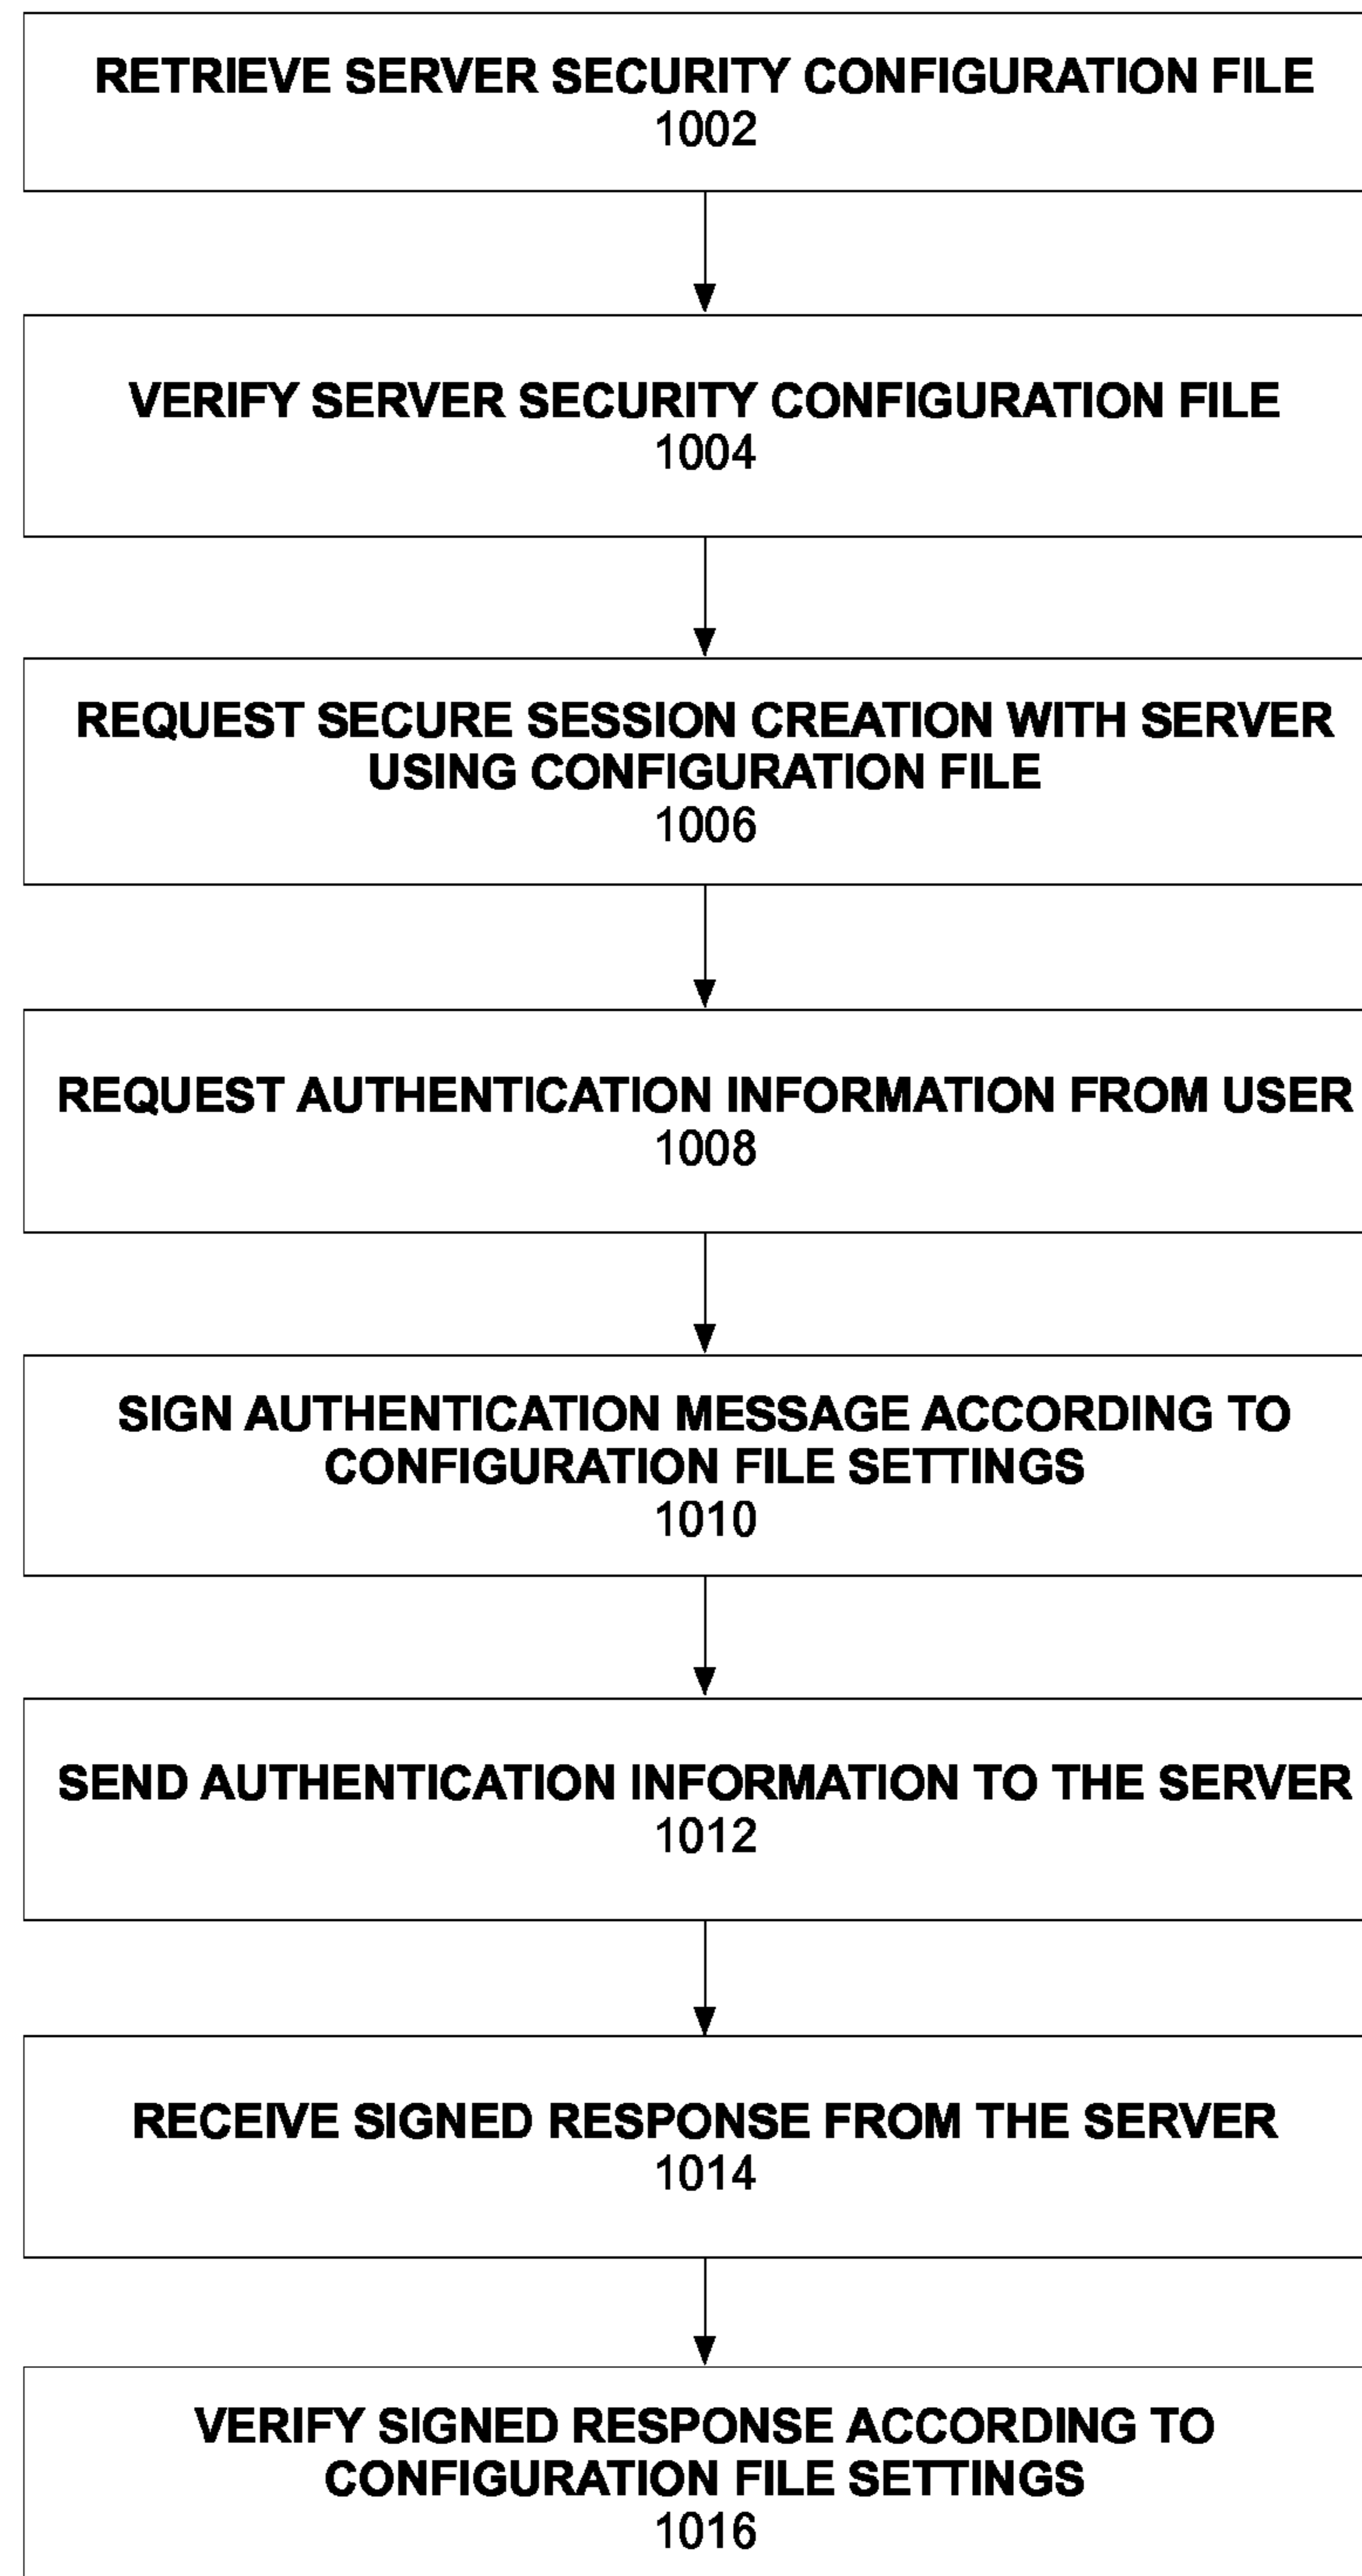 RETRIEVE SERVER SECURITY CONFIGURATION FILE
1002
VERIFY SERVER SECURITY CONFIGURATION FILE
1004
REQUEST SECURE SESSION CREATION WITH SERVER
USING CONFIGURATION FILE
1006
REQUEST AUTHENTICATION INFORMATION FROM USER
1008
SIGN AUTHENTICATION MESSAGE ACCORDING TO
CONFIGURATION FILE SETTINGS
1010
SEND AUTHENTICATION INFORMATION TO THE SERVER
1012
RECEIVE SIGNED RESPONSE FROM THE SERVER
1014
VERIFY SIGNED RESPONSE ACCORDING TO
CONFIGURATION FILE SETTINGS
1016